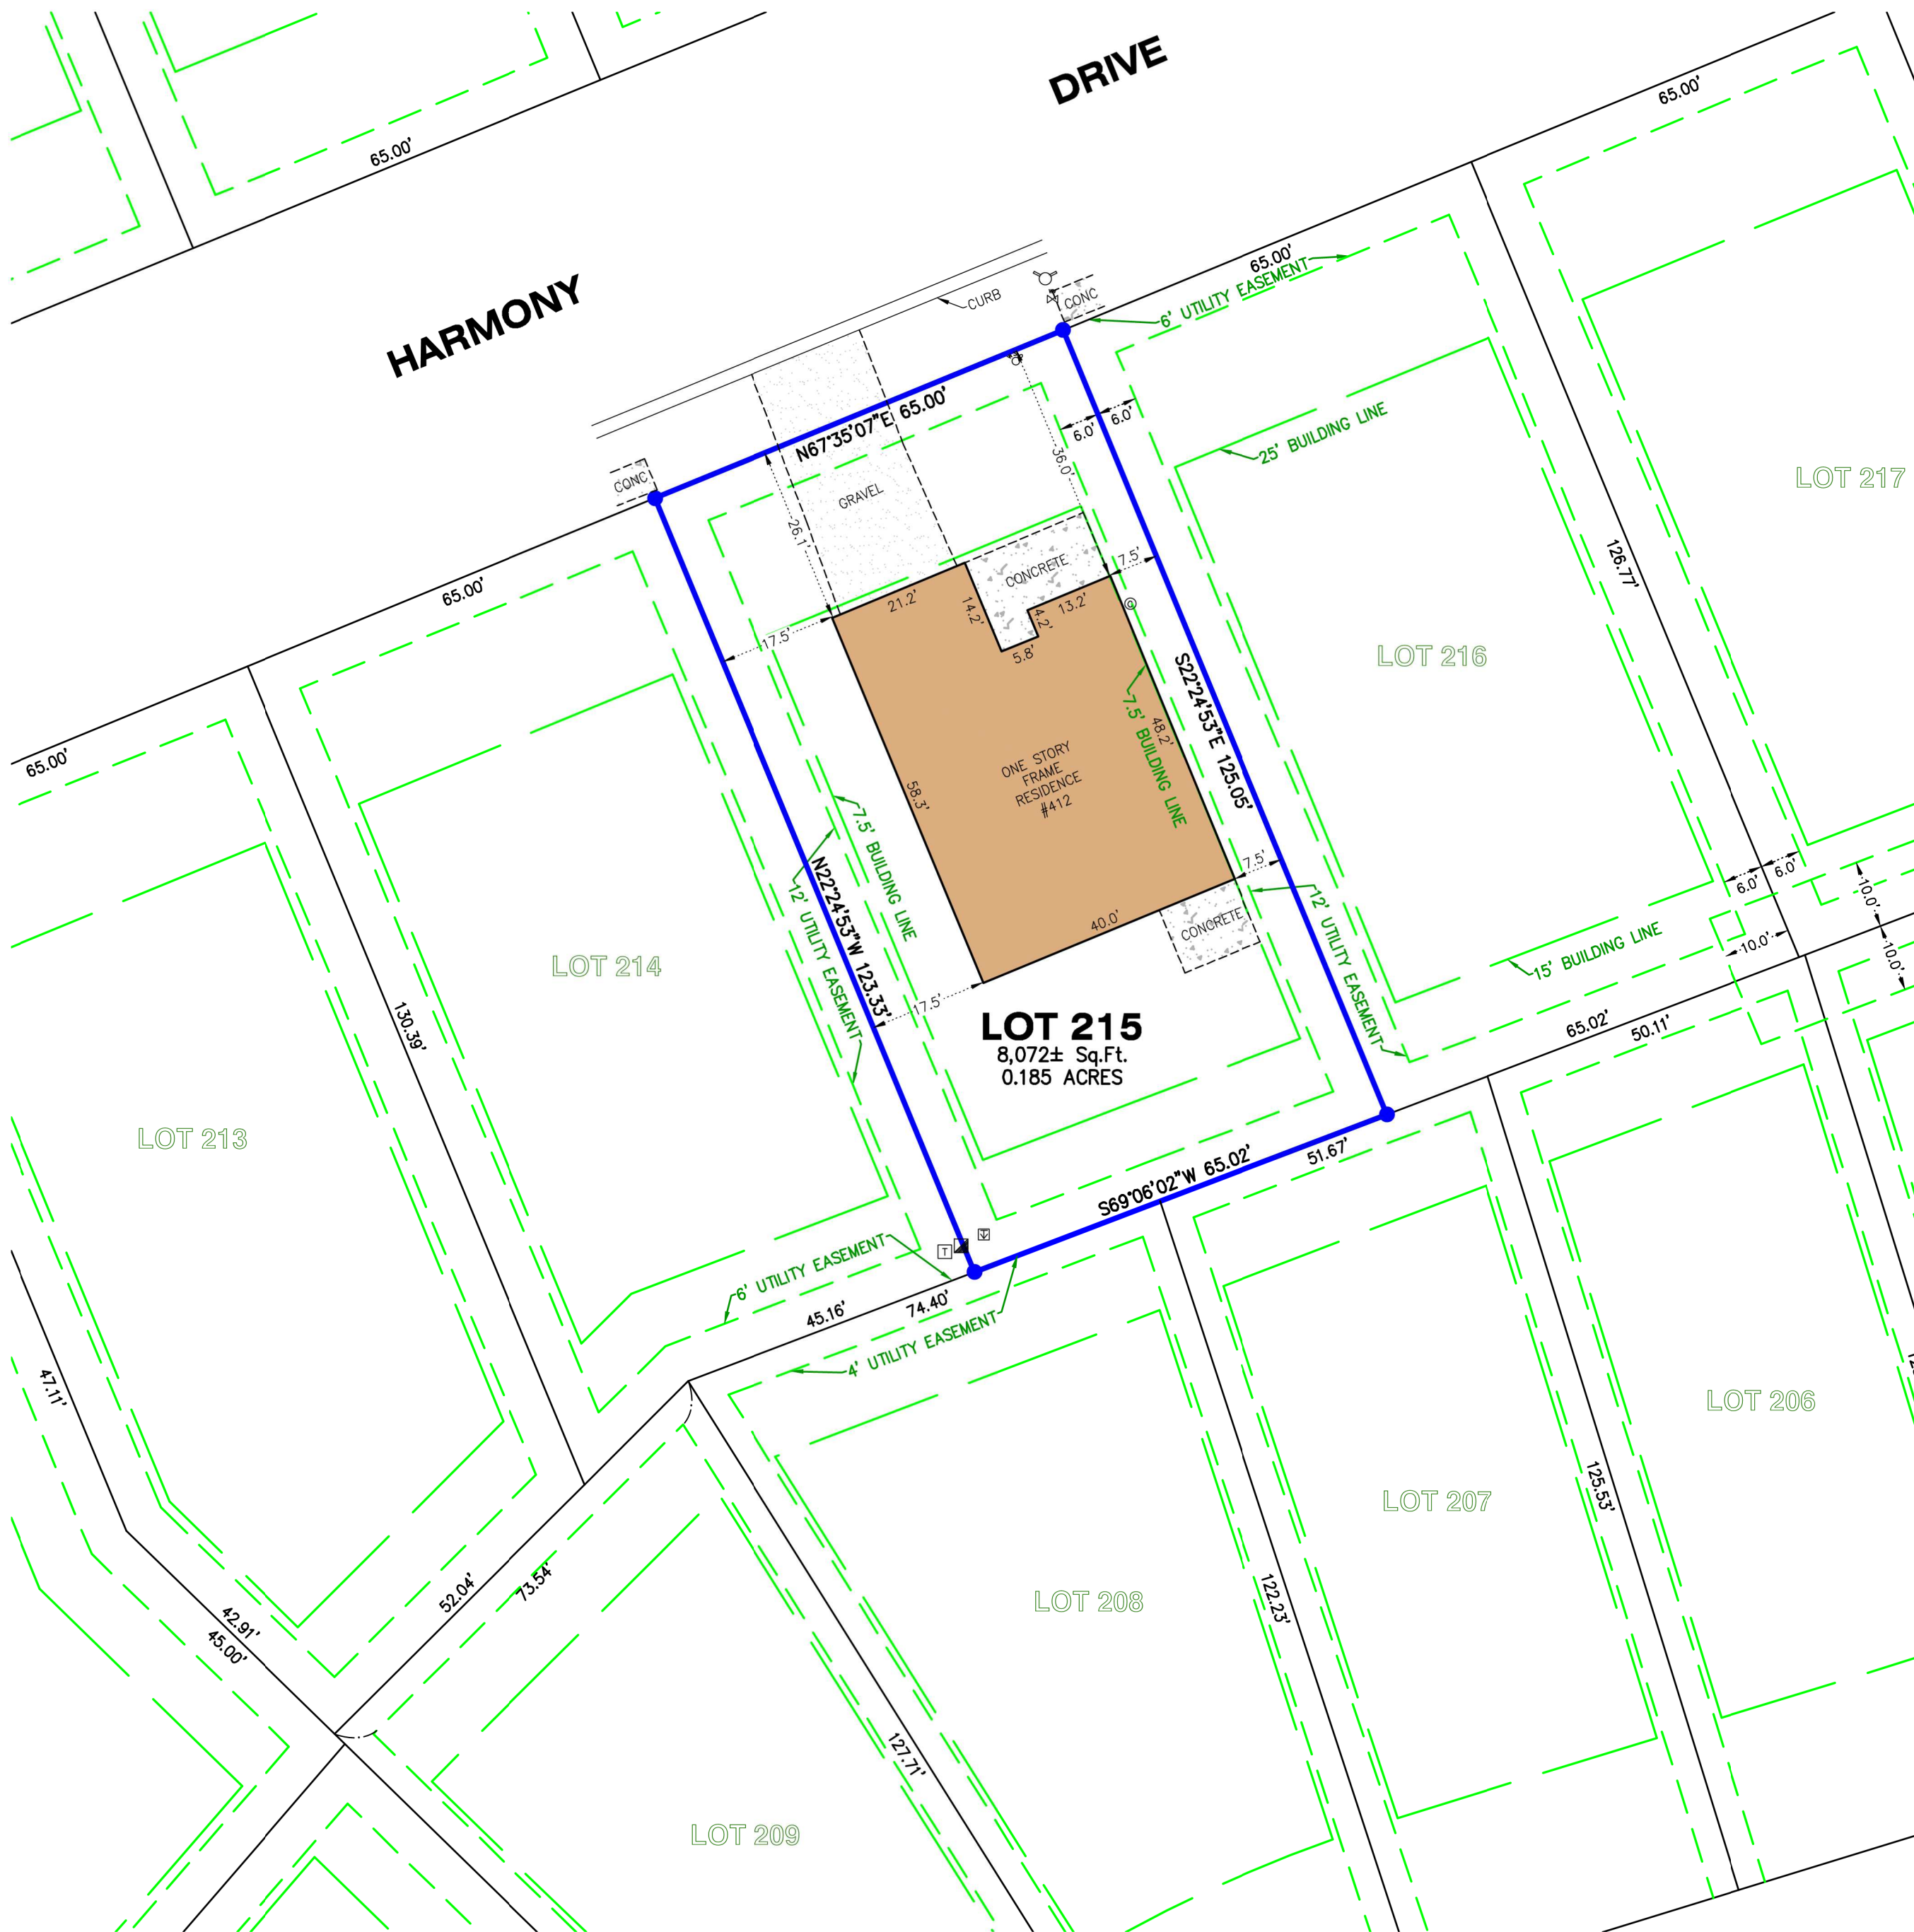 DRIVE
65.00'
65.00'
HARMONY
CURB
CONC
65.00'
6' UTILITY EASEMENT
N67°35'07"E 65.00'
CONC
GRAVEL
26.1'
36.0'
6.0'
6.0'
25' BUILDING LINE
LOT 217
65.00'
21.2'
CONCRETE
7.5'
14.2'
4.2'
13.2'
5.8'
17.5'
126.77'
LOT 216
65.00'
S22°24'53"E 125.05'
7.5' BUILDING LINE
48.2'
58.3'
ONE STORY
FRAME
RESIDENCE
#412
7.5' BUILDING LINE
12' UTILITY EASEMENT
N22°24'53"W 123.33'
7.5'
40.0'
CONCRETE
12' UTILITY EASEMENT
6.0'
6.0'
10.0'
10.0'
10.0'
15' BUILDING LINE
LOT 214
130.39'
17.5'
LOT 215
8,072± Sq.Ft.
0.185 ACRES
65.02'
50.11'
LOT 213
S69°06'02"W 65.02'
51.67'
T
6' UTILITY EASEMENT
45.16'
74.40'
4' UTILITY EASEMENT
47.11'
LOT 206
LOT 207
125.53'
52.04'
73.54'
LOT 208
122.23'
42.91'
45.00'
127.71'
LOT 209